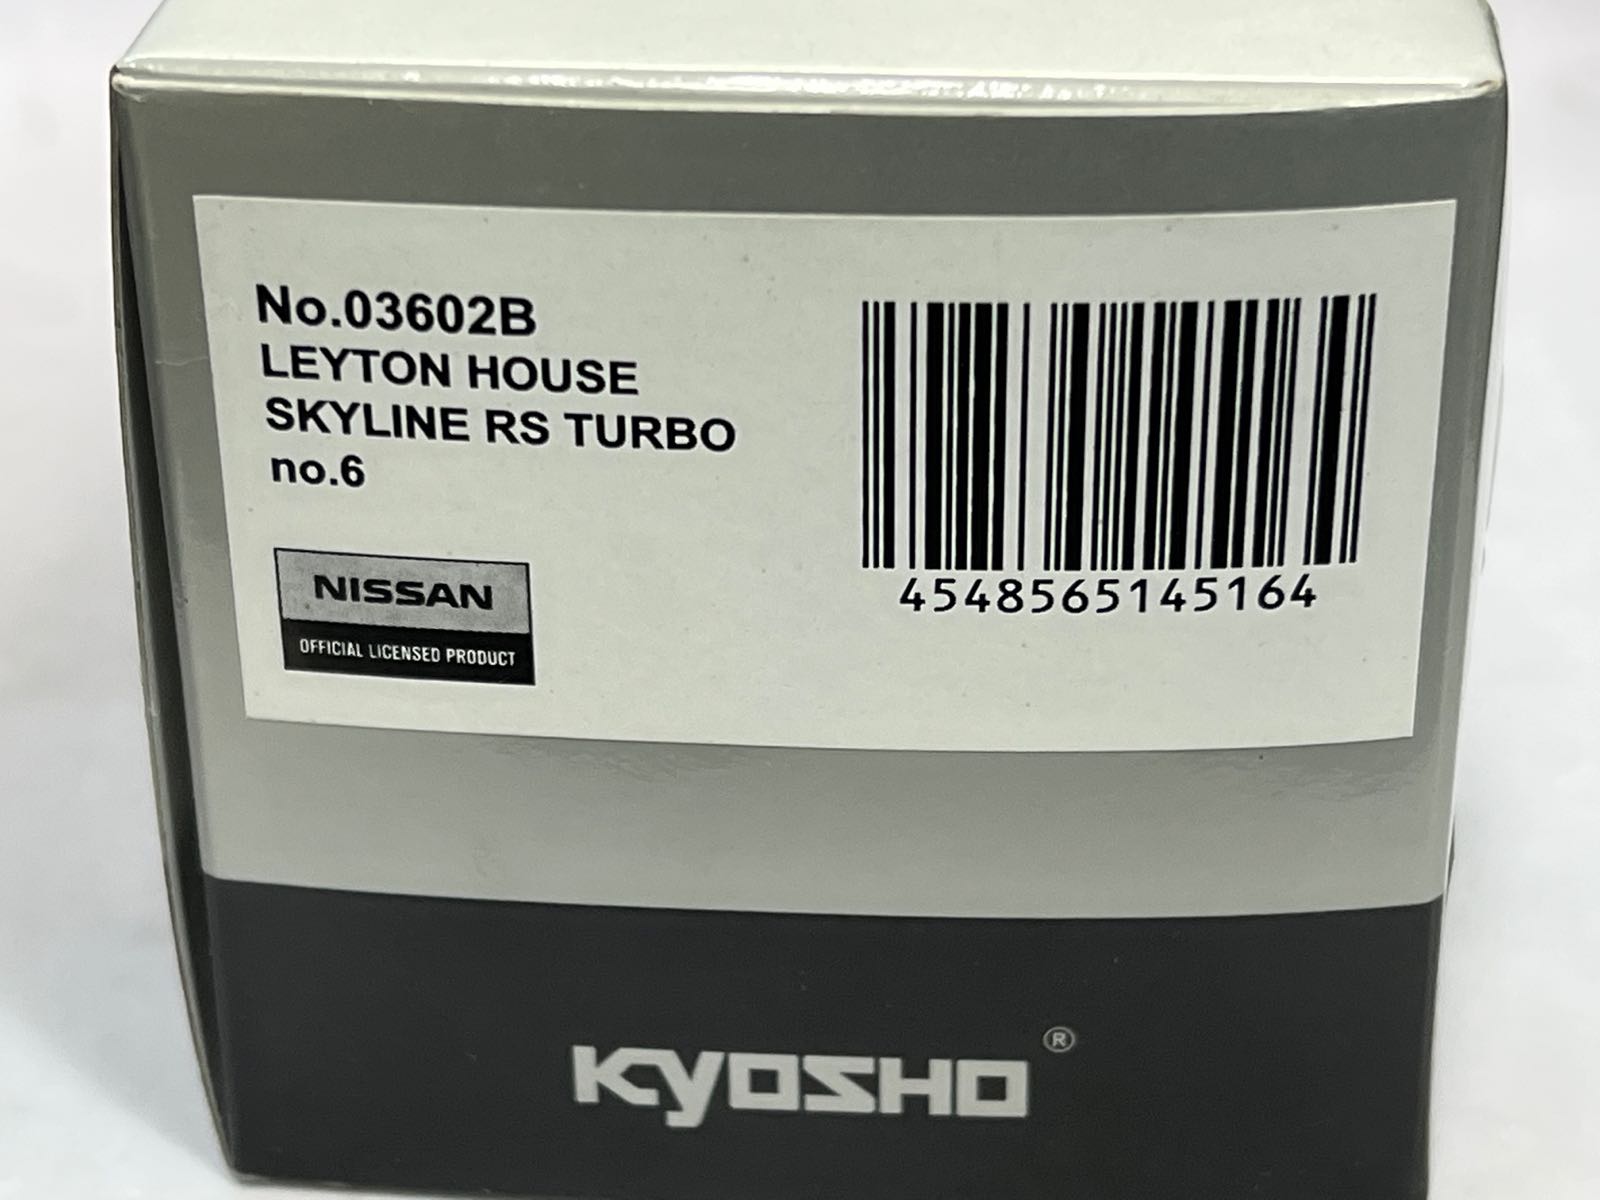 No.03602B
LEYTON HOUSE
SKYLINE RS TURBO
no.6
4548565145164
NISSAN
OFFICIAL LICENSED PRODUCT
KYOSHO®